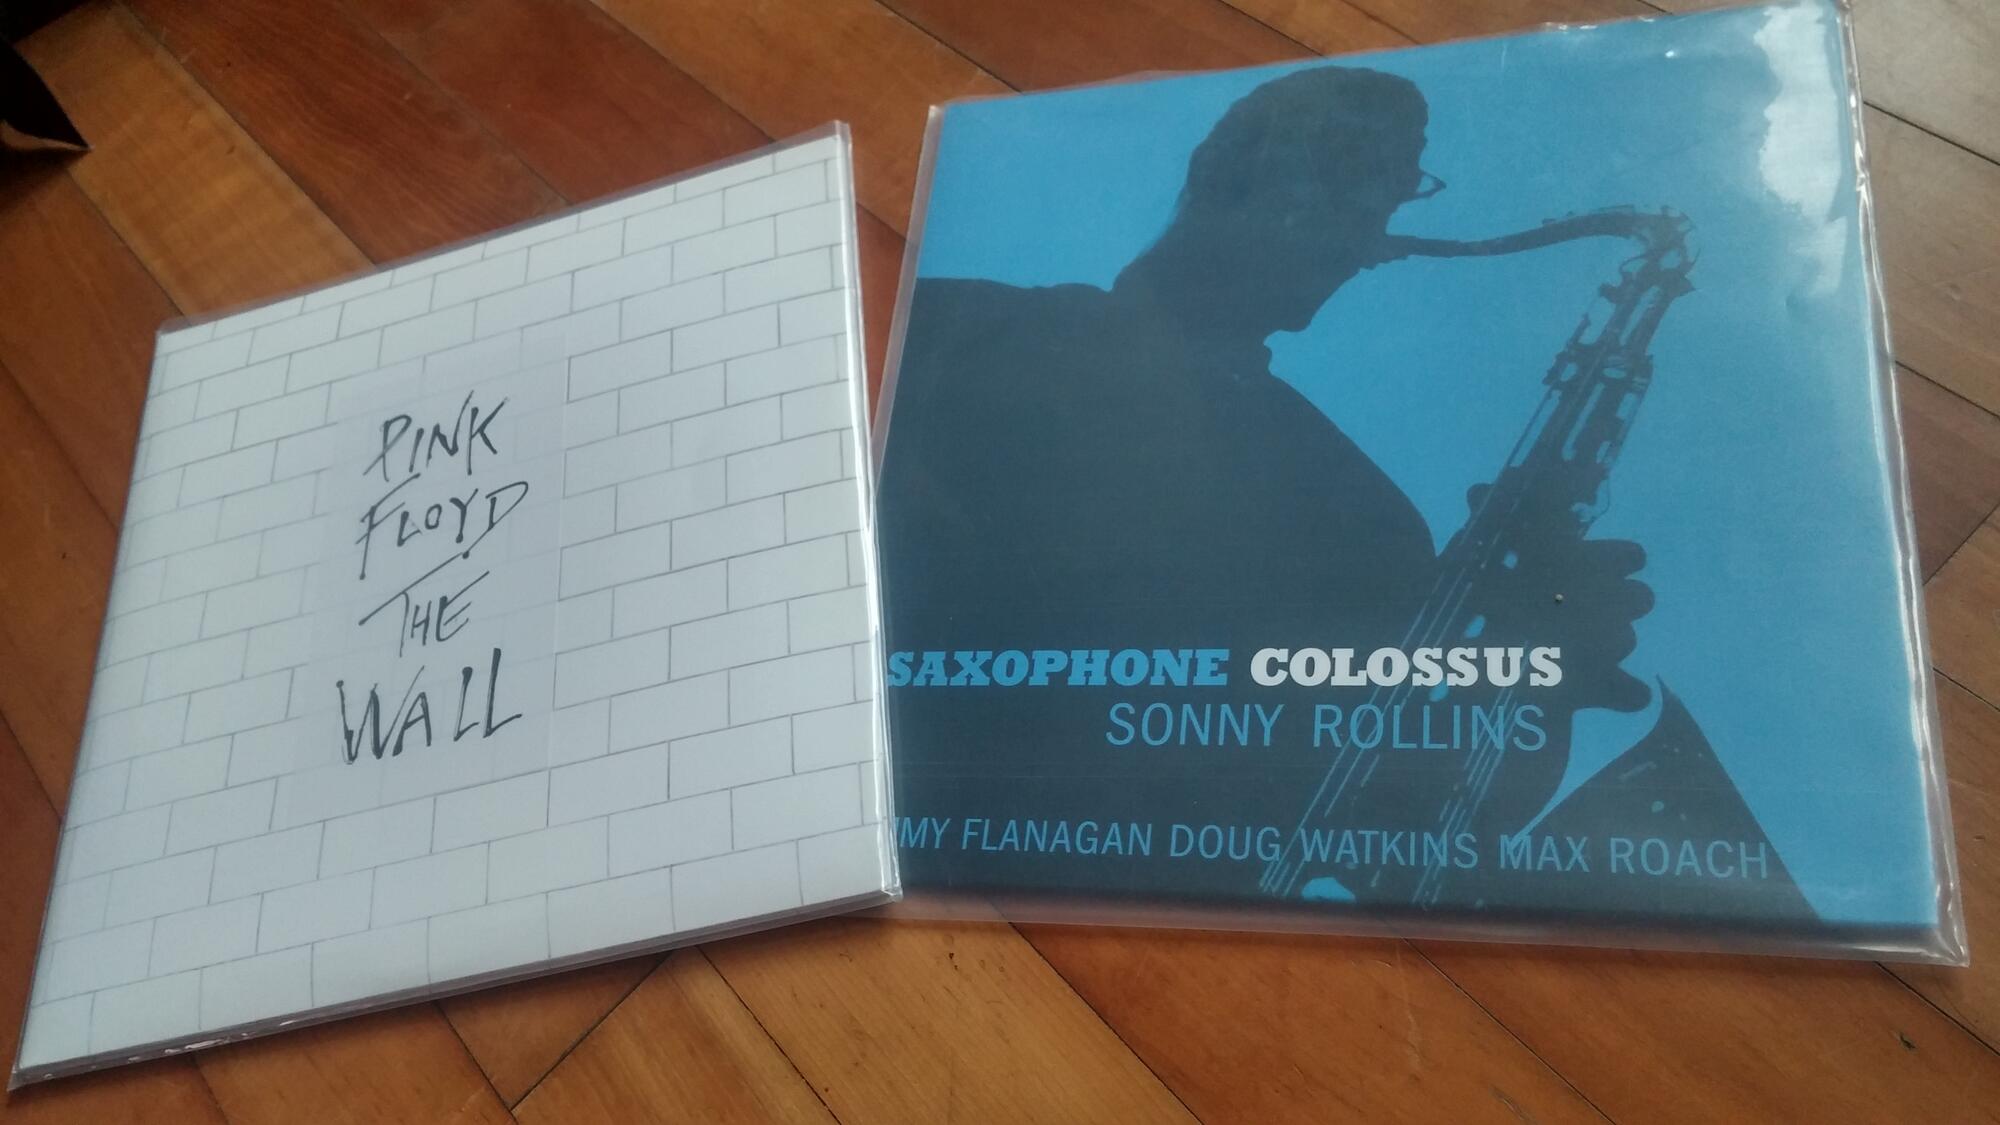 PINK
FLOYD
THE
WALL
SAXOPHONE COLOSSUS
SONNY ROLLINS
FLANAGAN DOUG WATKINS MAX ROACH